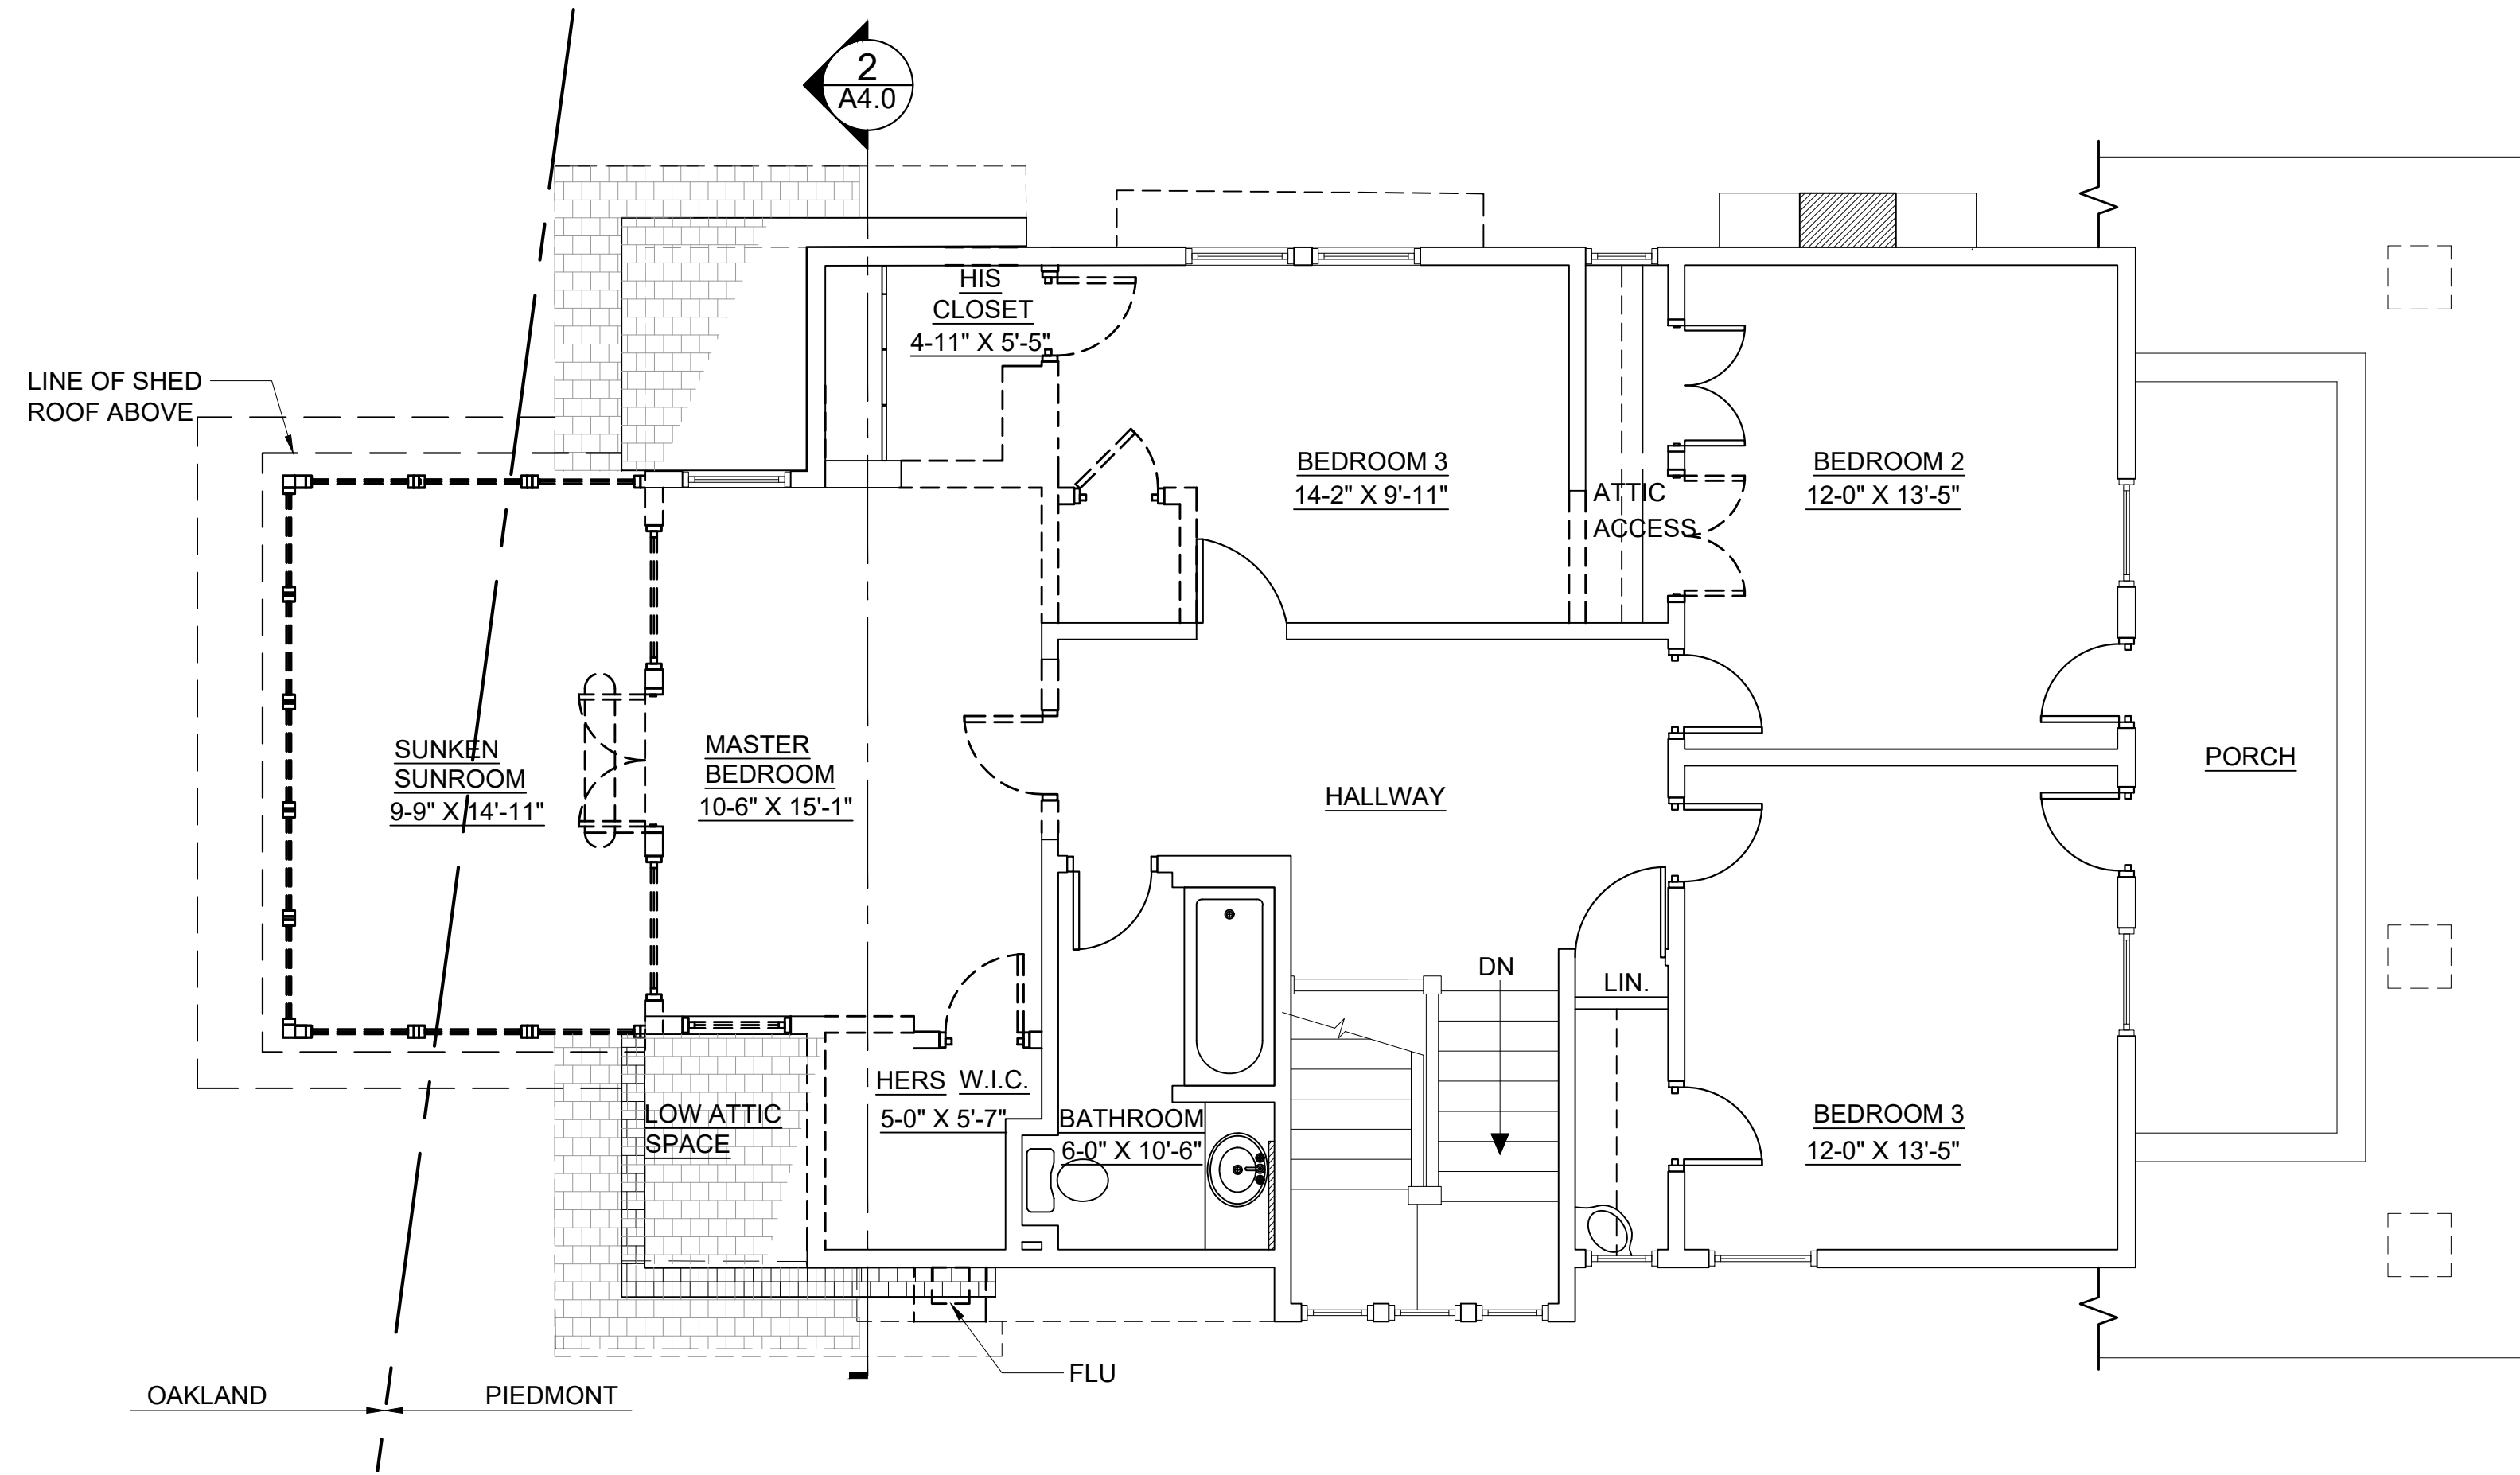 2
A4.0
HIS
CLOSET
4-11" X 5'-5"
LINE OF SHED
ROOF ABOVE
BEDROOM 3
14-2" X 9'-11"
ATTIC
ACCESS
BEDROOM 2
12-0" X 13'-5"
SUNKEN
SUNROOM
9-9" X 14'-11"
MASTER
BEDROOM
10-6" X 15'-1"
HALLWAY
PORCH
DN
LIN.
HERS W.I.C.
5-0" X 5'-7"
LOW ATTIC
SPACE
BATHROOM
6-0" X 10'-6"
BEDROOM 3
12-0" X 13'-5"
FLU
OAKLAND
PIEDMONT